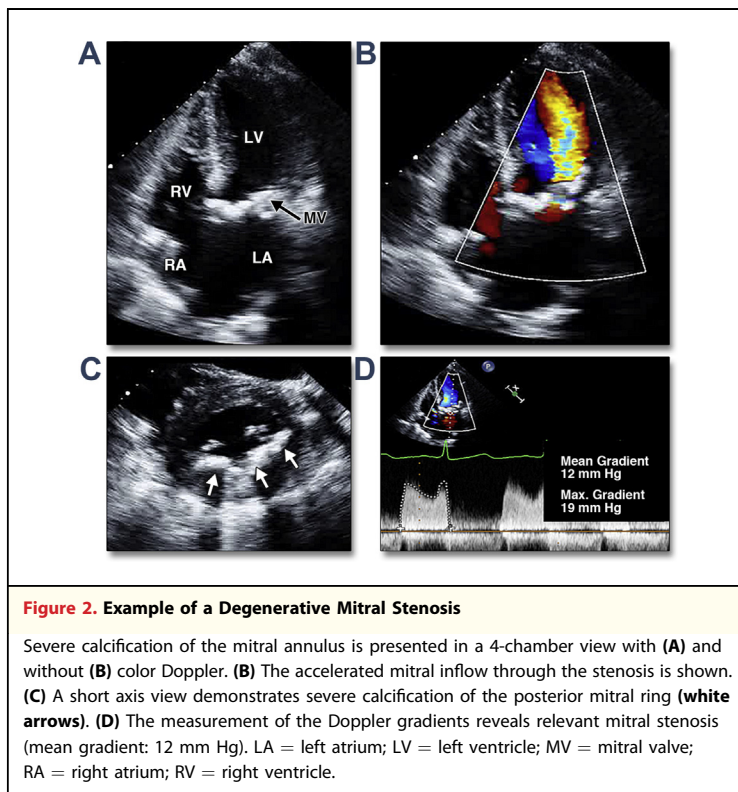 A
B
LV
RV
MV
RA
LA
C
D
P
Mean Gradient
12 mm Hg
Max. Gradient
19 mm Hg
Figure 2. Example of a Degenerative Mitral Stenosis
Severe calcification of the mitral annulus is presented in a 4-chamber view with (A) and
without (B) color Doppler. (B) The accelerated mitral inflow through the stenosis is shown.
(C) A short axis view demonstrates severe calcification of the posterior mitral ring (white
arrows). (D) The measurement of the Doppler gradients reveals relevant mitral stenosis
(mean gradient: 12 mm Hg). LA = left atrium; LV = left ventricle; MV = mitral valve;
RA = right atrium; RV = right ventricle.